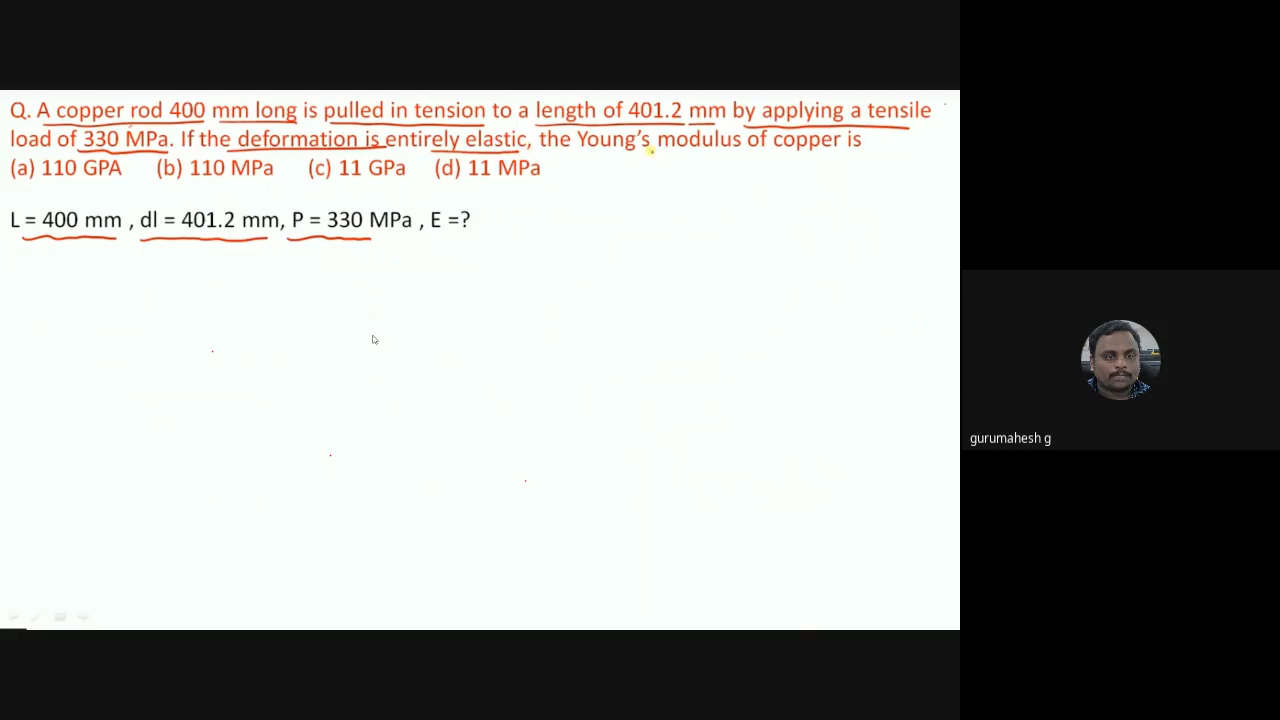 Q. A copper rod 400 mm long is pulled in tension to a length of 401.2 mm by applying a tensile
load of 330 MPa. If the deformation is entirely elastic, the Young’s modulus of copper is
(a) 110 GPA (b) 110 MPa (c) 11 GPa (d) 11 MPa
L = 400 mm , dl = 401.2 mm, P = 330 MPa , E =?
gurumahesh g